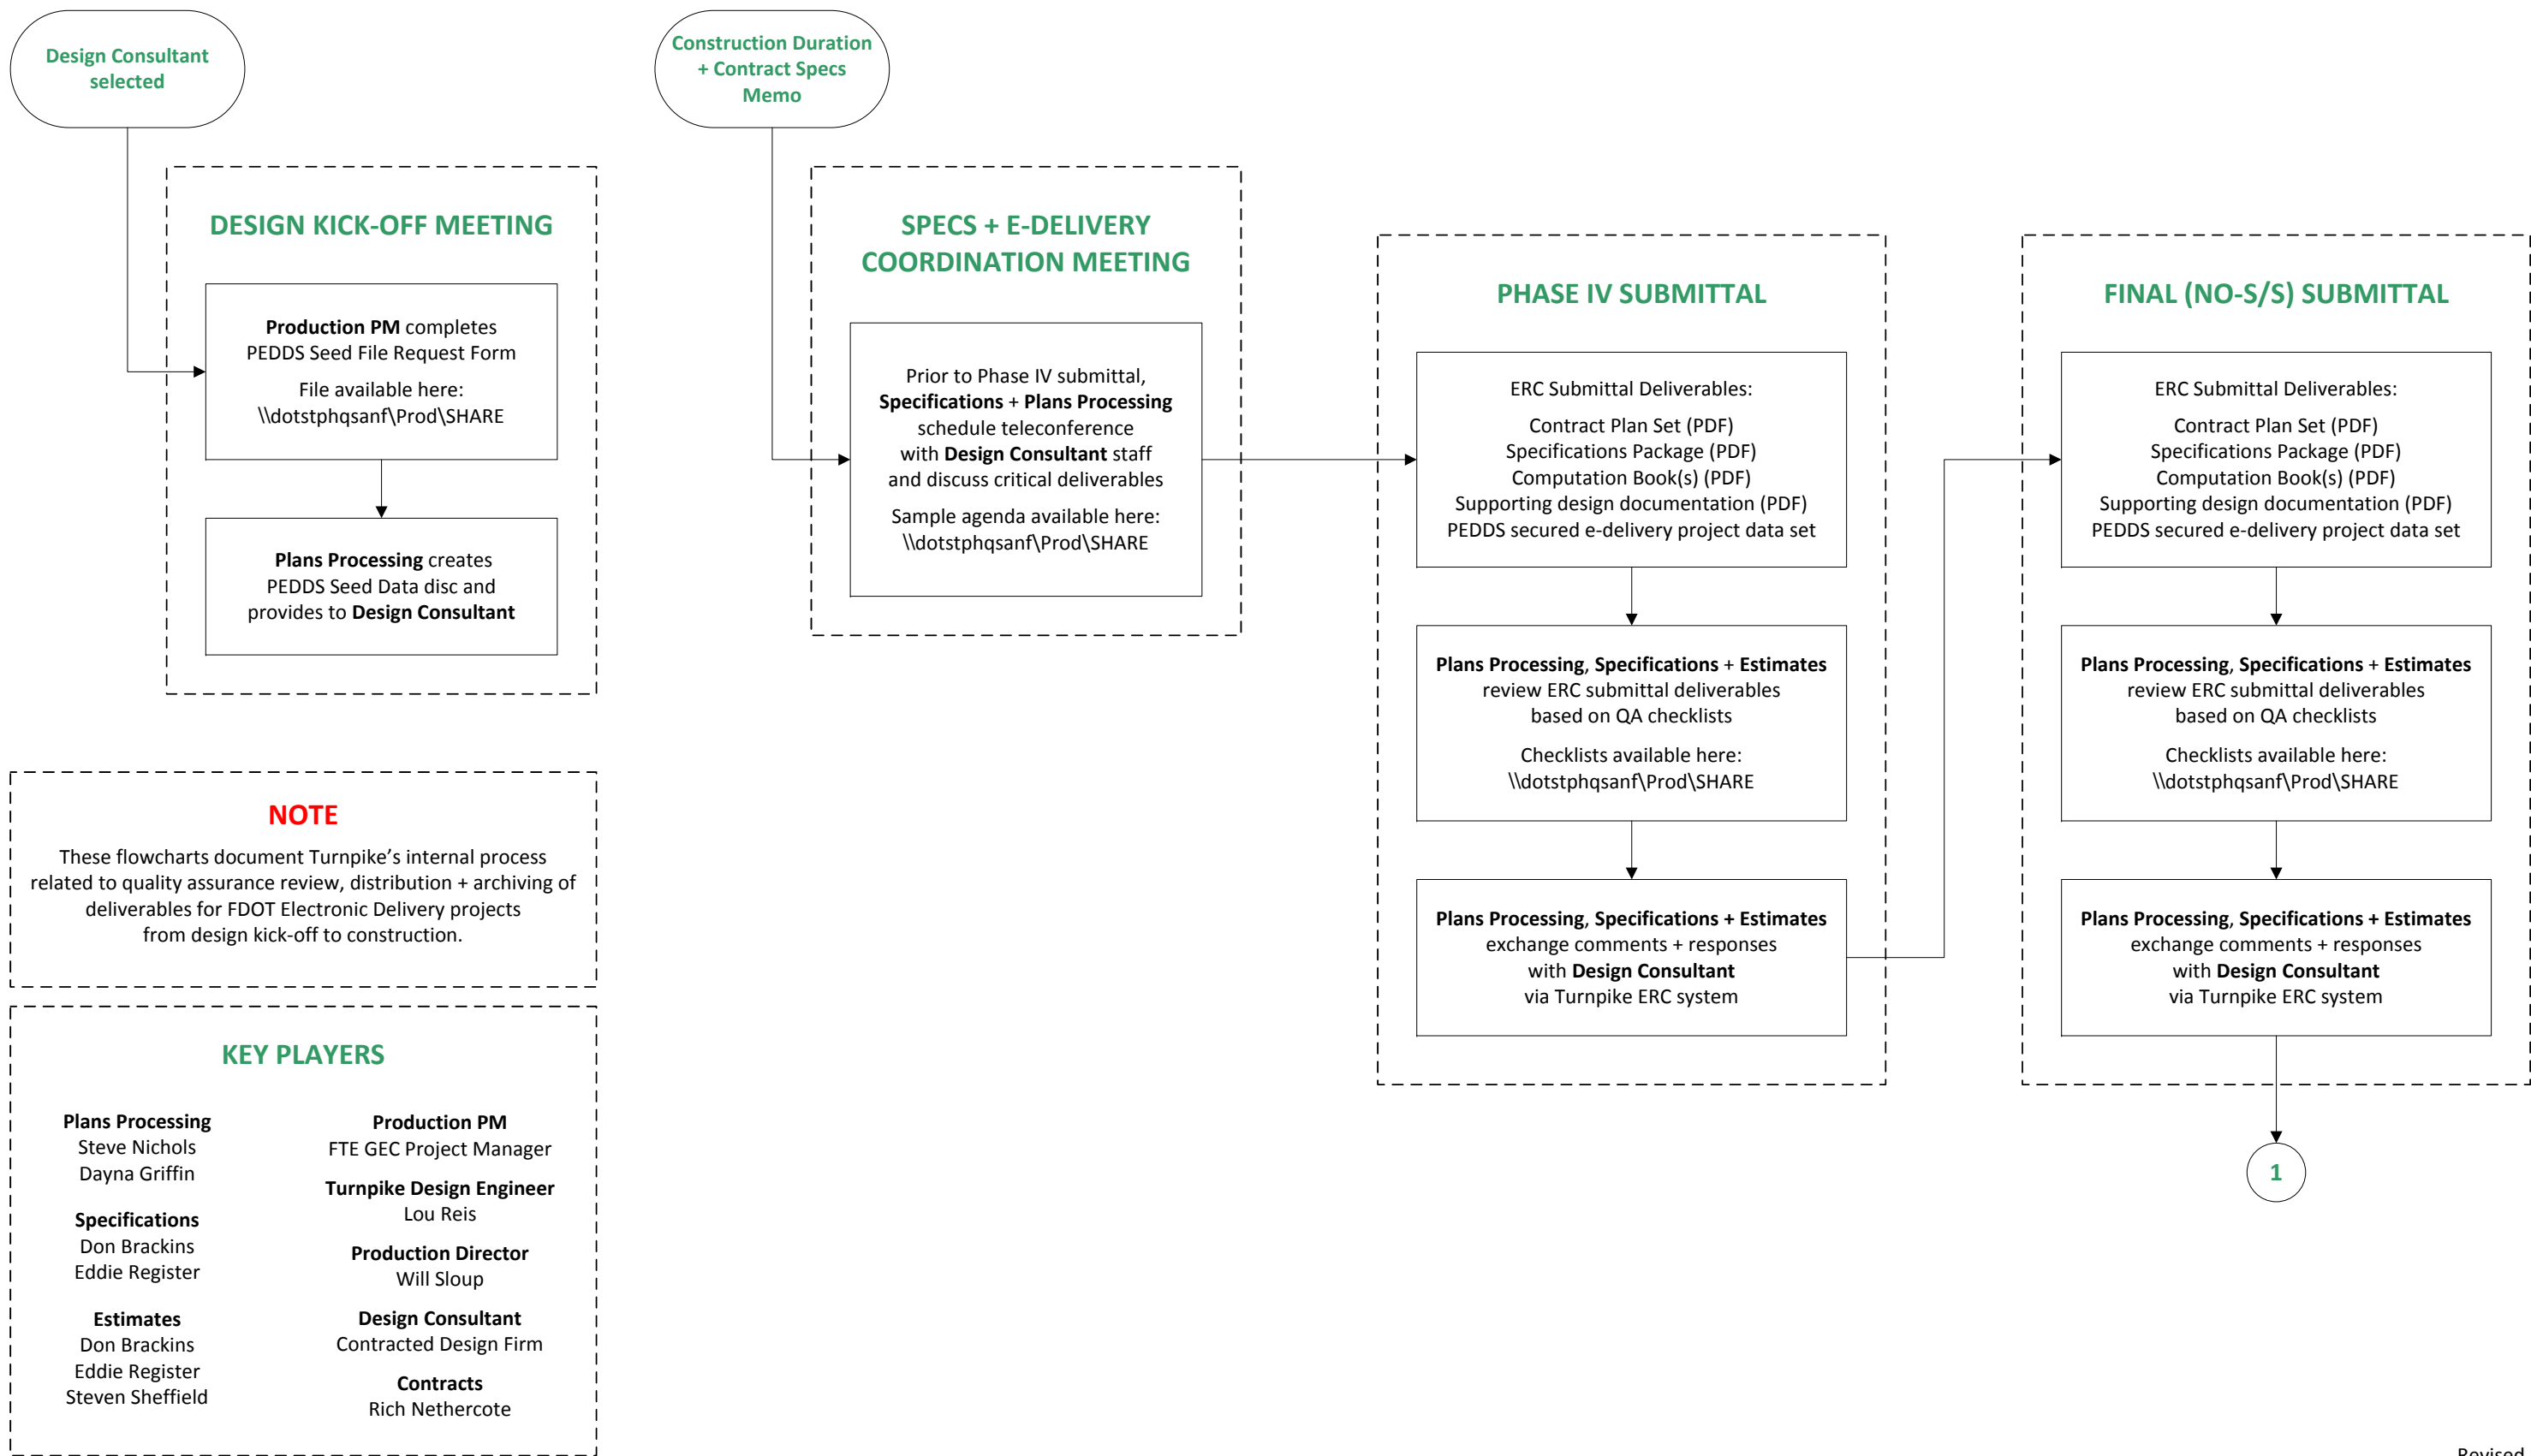 Design Consultant
selected
DESIGN KICK-OFF MEETING
Production PM completes
PEDDS Seed File Request Form
File available here:
\\dotstphqsanf\Prod\SHARE
Plans Processing creates
PEDDS Seed Data disc and
provides to Design Consultant
NOTE
These flowcharts document Turnpike’s internal process
related to quality assurance review, distribution + archiving of
deliverables for FDOT Electronic Delivery projects
from design kick-off to construction.
KEY PLAYERS
Plans Processing
Steve Nichols
Dayna Griffin
Specifications
Don Brackins
Eddie Register
Estimates
Don Brackins
Eddie Register
Steven Sheffield
Production PM
FTE GEC Project Manager
Turnpike Design Engineer
Lou Reis
Production Director
Will Sloup
Design Consultant
Contracted Design Firm
Contracts
Rich Nethercote
Construction Duration
+ Contract Specs
Memo
SPECS + E-DELIVERY
COORDINATION MEETING
Prior to Phase IV submittal,
Specifications + Plans Processing
schedule teleconference
with Design Consultant staff
and discuss critical deliverables
Sample agenda available here:
\\dotstphqsanf\Prod\SHARE
PHASE IV SUBMITTAL
ERC Submittal Deliverables:
Contract Plan Set (PDF)
Specifications Package (PDF)
Computation Book(s) (PDF)
Supporting design documentation (PDF)
PEDDS secured e-delivery project data set
Plans Processing, Specifications + Estimates
review ERC submittal deliverables
based on QA checklists
Checklists available here:
\\dotstphqsanf\Prod\SHARE
Plans Processing, Specifications + Estimates
exchange comments + responses
with Design Consultant
via Turnpike ERC system
FINAL (NO-S/S) SUBMITTAL
ERC Submittal Deliverables:
Contract Plan Set (PDF)
Specifications Package (PDF)
Computation Book(s) (PDF)
Supporting design documentation (PDF)
PEDDS secured e-delivery project data set
Plans Processing, Specifications + Estimates
review ERC submittal deliverables
based on QA checklists
Checklists available here:
\\dotstphqsanf\Prod\SHARE
Plans Processing, Specifications + Estimates
exchange comments + responses
with Design Consultant
via Turnpike ERC system
1
Revised